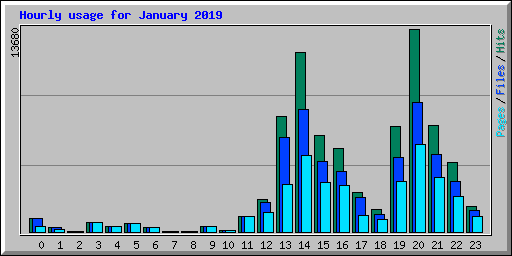 Hourly usage for January 2019
13680
Pages/Files/Hits
0 1 2 3 4 5 6 7 8 9 10 11 12 13 14 15 16 17 18 19 20 21 22 23